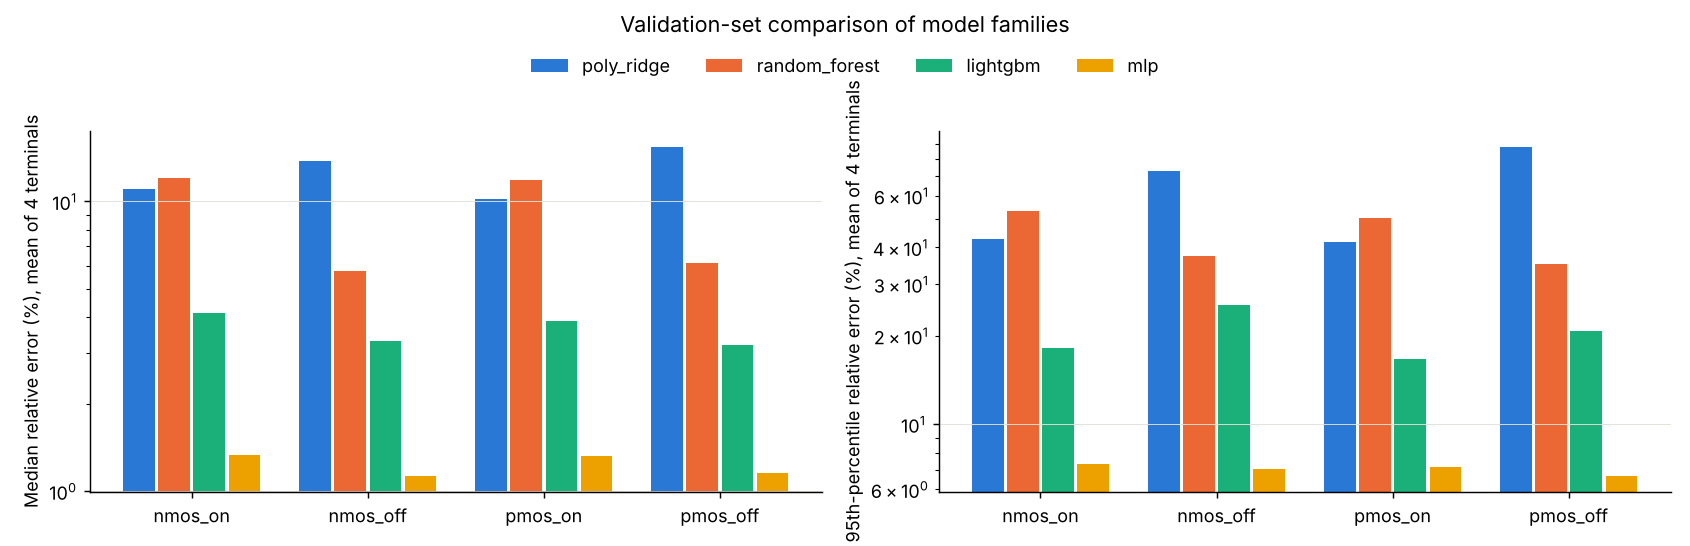 Validation-set comparison of model families
poly_ridge random_forest lightgbm mlp
Median relative error (%), mean of 4 terminals
10¹
10⁰
nmos_on nmos_off pmos_on pmos_off
95th-percentile relative error (%), mean of 4 terminals
6 × 10¹
4 × 10¹
3 × 10¹
2 × 10¹
10¹
6 × 10⁰
nmos_on nmos_off pmos_on pmos_off